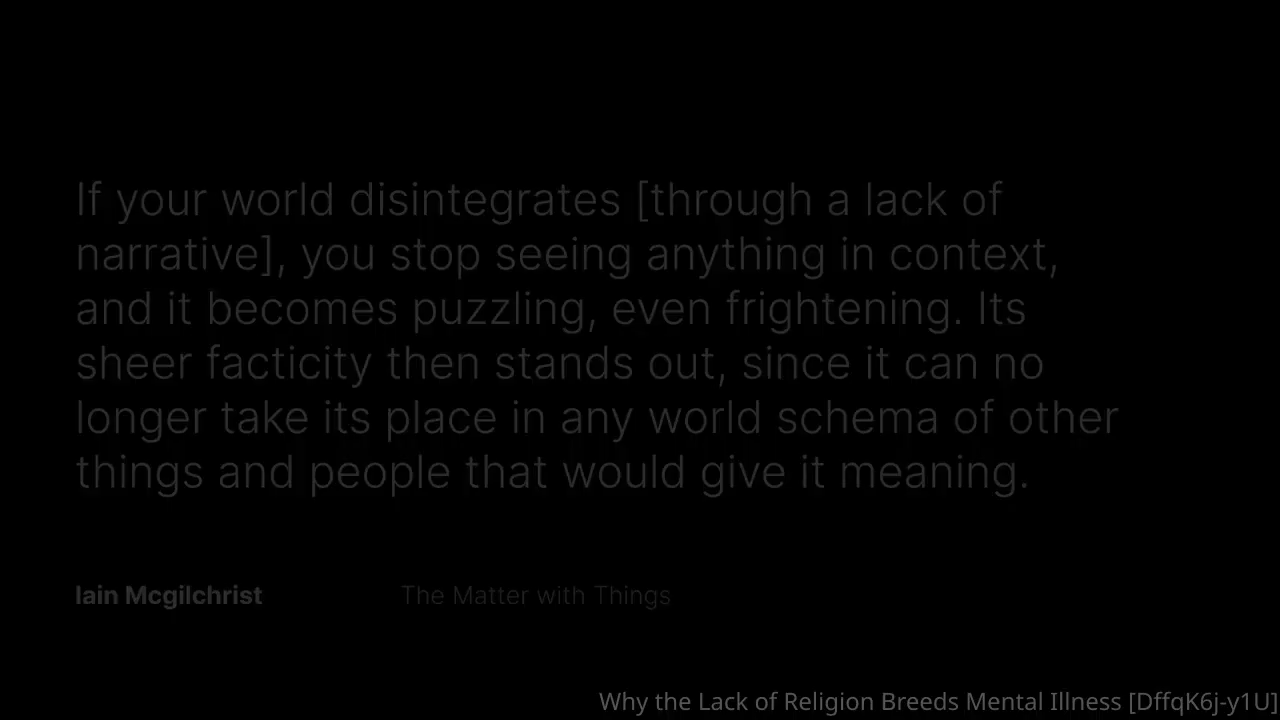 If your world disintegrates [through a lack of
narrative], you stop seeing anything in context,
and it becomes puzzling, even frightening. Its
sheer facticity then stands out, since it can no
longer take its place in any world schema of other
things and people that would give it meaning.
Iain Mcgilchrist The Matter with Things
Why the Lack of Religion Breeds Mental Illness [DffqK6j-y1U]